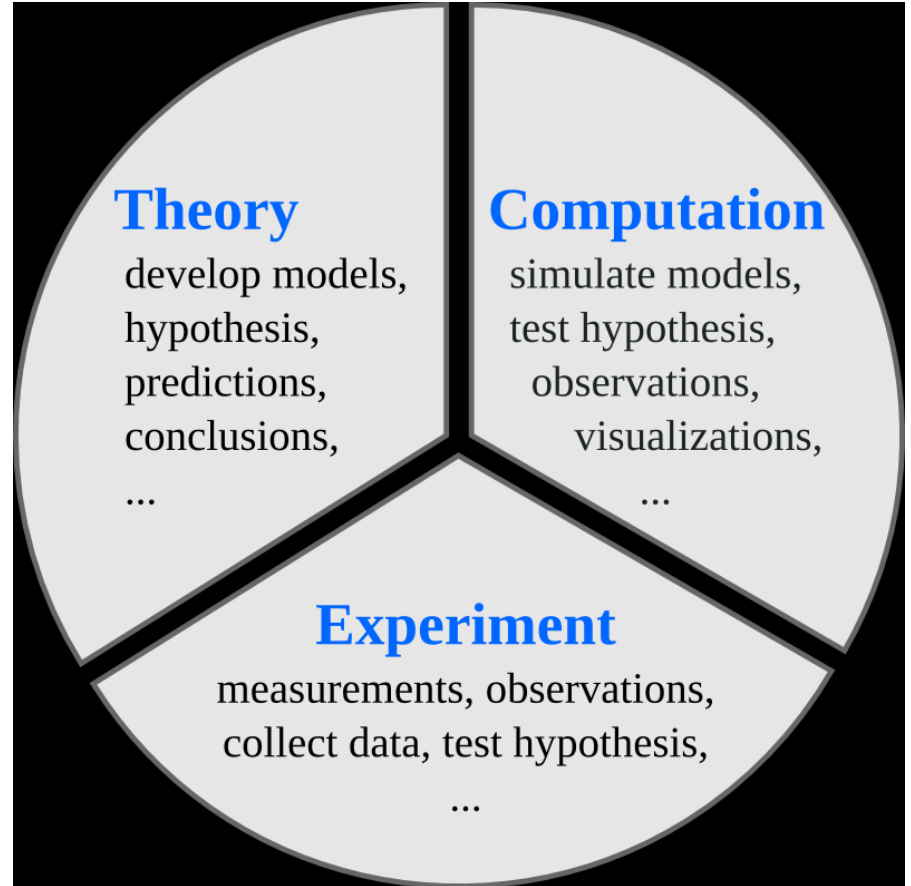 Theory
develop models,
hypothesis,
predictions,
conclusions,
...
Computation
simulate models,
test hypothesis,
observations,
visualizations,
...
Experiment
measurements, observations,
collect data, test hypothesis,
...